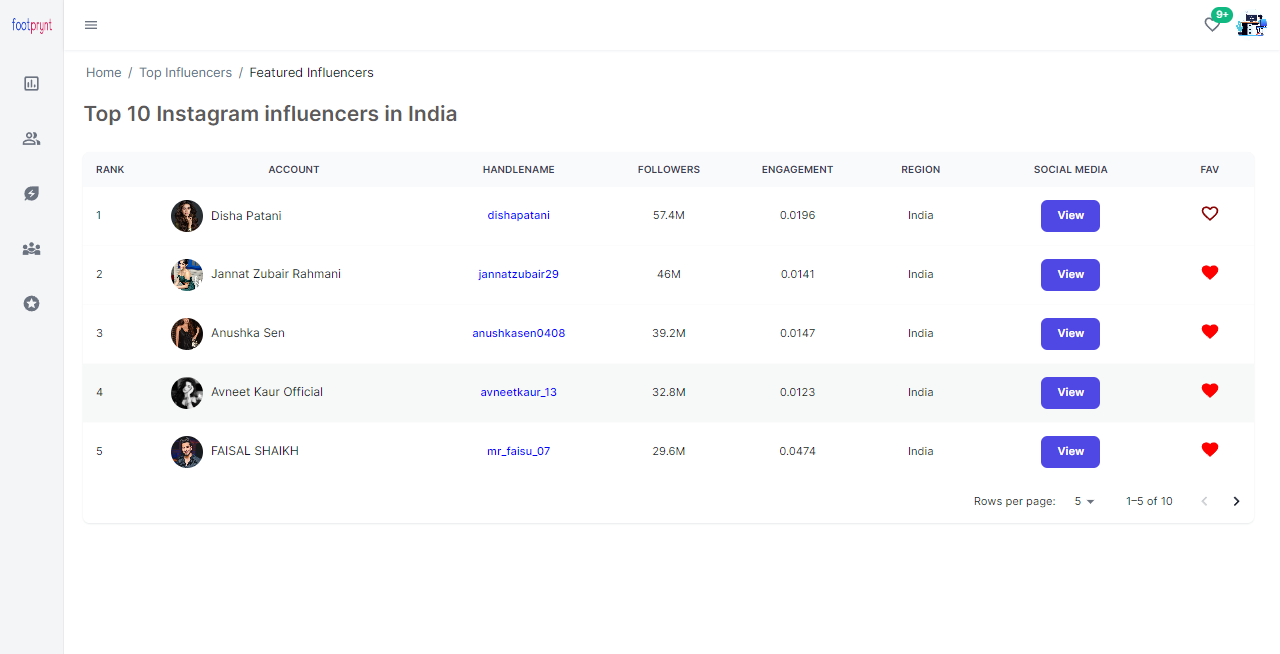 footprynt
9+
Home / Top Influencers / Featured Influencers
Top 10 Instagram influencers in India
RANK ACCOUNT HANDLENAME FOLLOWERS ENGAGEMENT REGION SOCIAL MEDIA FAV
1 Disha Patani dishapatani 57.4M 0.0196 India View
2 Jannat Zubair Rahmani jannatzubair29 46M 0.0141 India View
3 Anushka Sen anushkasen0408 39.2M 0.0147 India View
4 Avneet Kaur Official avneetkaur_13 32.8M 0.0123 India View
5 FAISAL SHAIKH mr_faisu_07 29.6M 0.0474 India View
Rows per page: 5 1–5 of 10